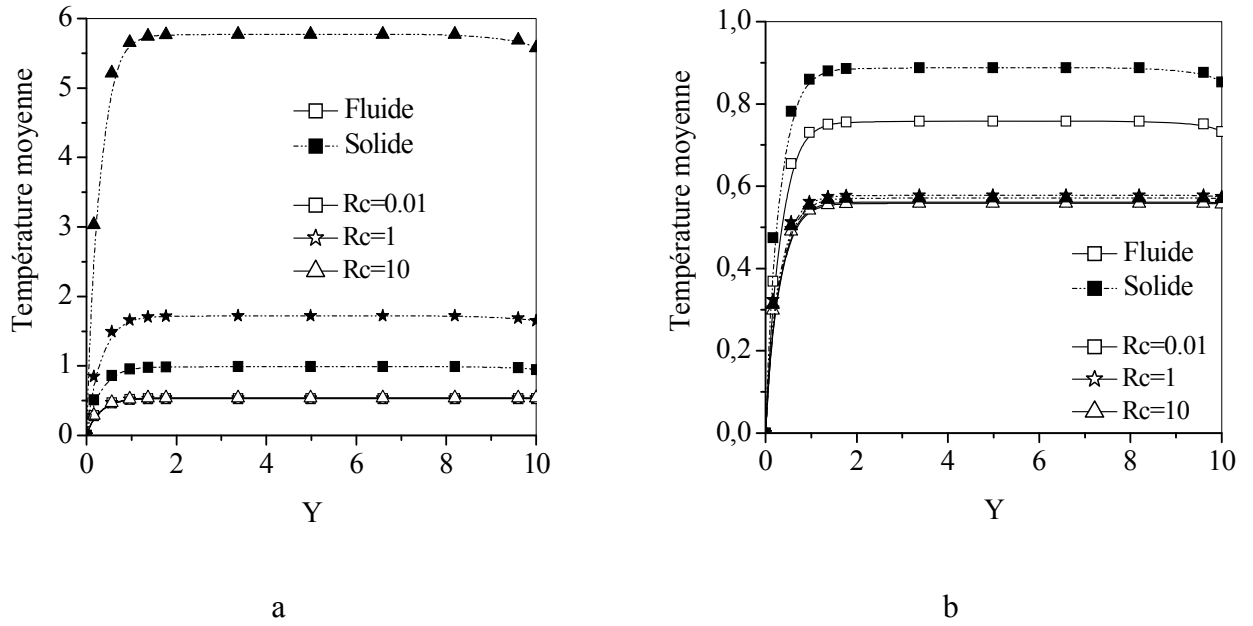 Température moyenne
6
5
4
3
2
1
0
Fluide
Solide
Rc=0.01
Rc=1
Rc=10
0 2 4 6 8 10
Y
a
Température moyenne
1,0
0,8
0,6
0,4
0,2
0,0
Fluide
Solide
Rc=0.01
Rc=1
Rc=10
0 2 4 6 8 10
Y
b